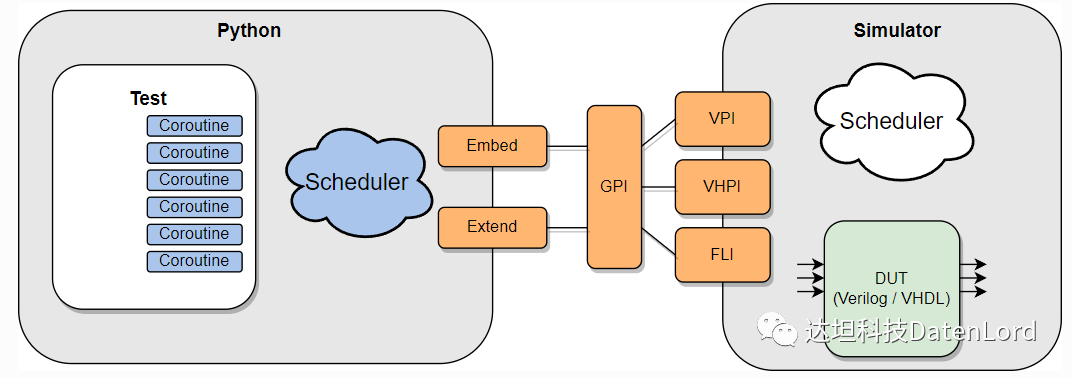 Python
Test
Coroutine
Coroutine
Coroutine
Coroutine
Coroutine
Coroutine
Scheduler
Embed
Extend
GPI
VPI
VHPI
FLI
Simulator
Scheduler
DUT
(Verilog / VHDL)
达坦科技DatenLord